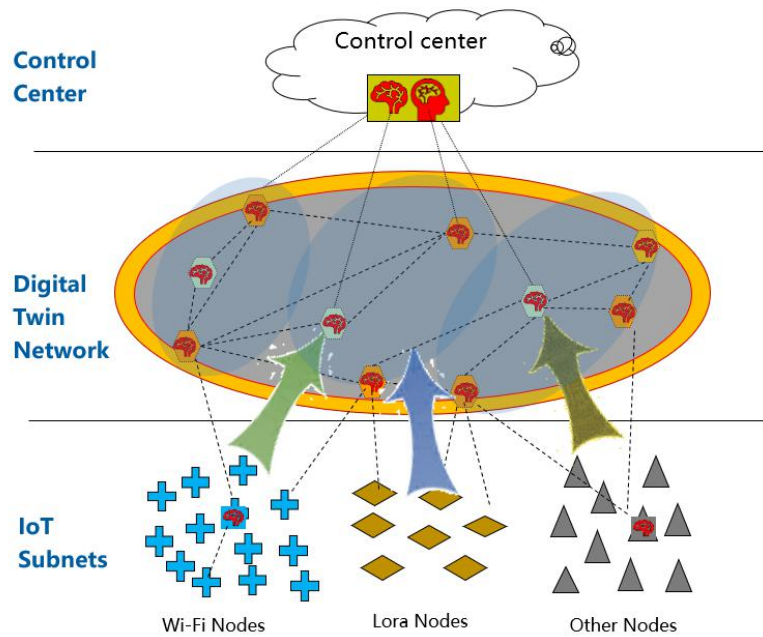 Control center
Control
Center
Digital
Twin
Network
IoT
Subnets
Wi-Fi Nodes
Lora Nodes
Other Nodes